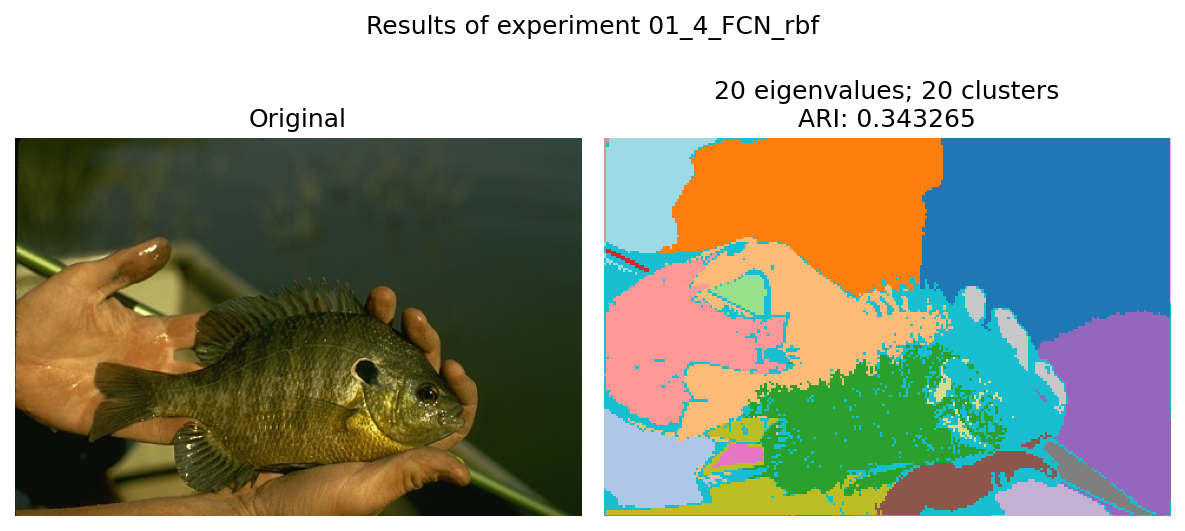 Results of experiment 01_4_FCN_rbf
Original
20 eigenvalues; 20 clusters
ARI: 0.343265